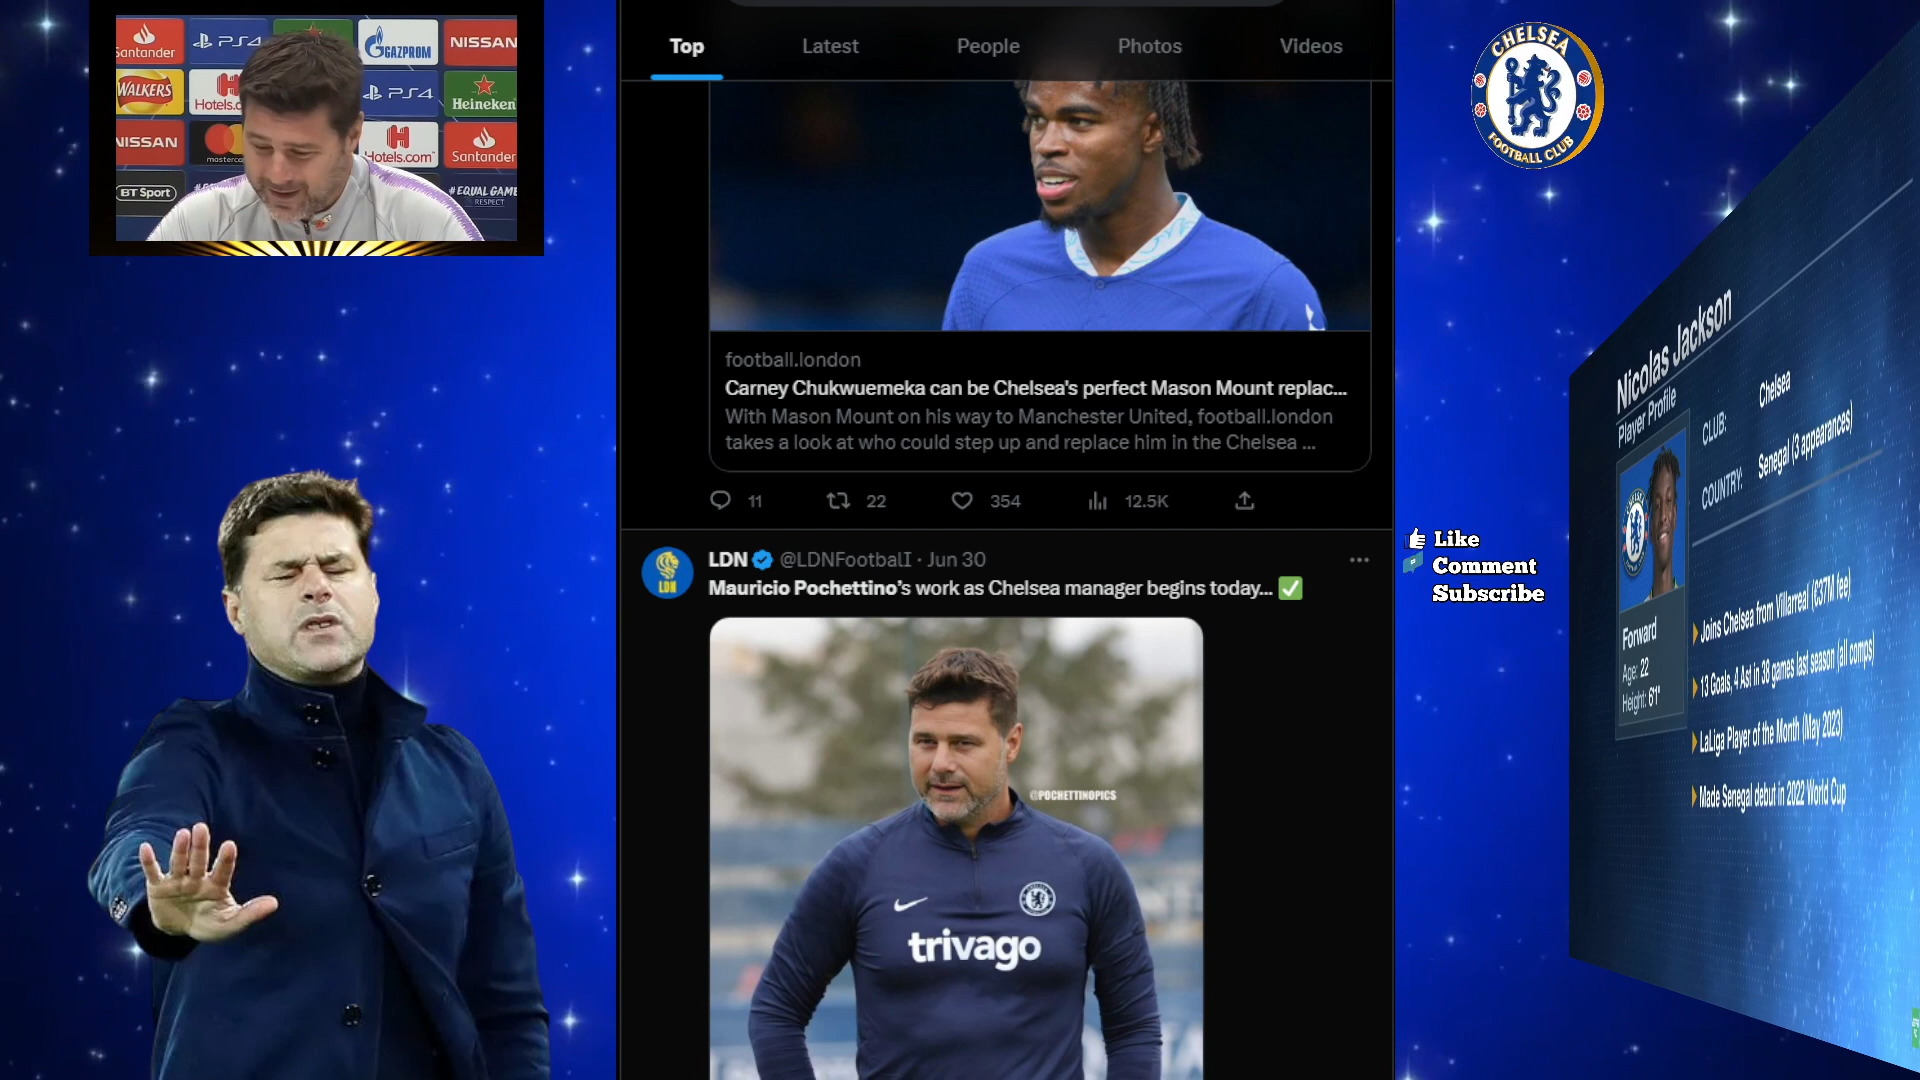 Santander
PS4
GAZPROM
NISSAN
WALKERS
Hotels.c
PS4
Heineken
NISSAN
masterc
Hotels.com
Santander
BT Sport
#EQUAL GAME
RESPECT
Top
Latest
People
Photos
Videos
football.london
Carney Chukwuemeka can be Chelsea's perfect Mason Mount replac...
With Mason Mount on his way to Manchester United, football.london
takes a look at who could step up and replace him in the Chelsea ...
11
22
354
12.5K
LDN @LDNFootbalI · Jun 30
Mauricio Pochettino's work as Chelsea manager begins today... ✅
LDN
@POCHETTINOPICS
trivago
CHELSEA
FOOTBALL CLUB
Like
Comment
Subscribe
Nicolas Jackson
Player Profile
CLUB: Chelsea
COUNTRY: Senegal (3 appearances)
Forward
Age: 22
Height: 6'1"
Joins Chelsea from Villarreal (€37M fee)
13 Goals, 4 Ast in 38 games last season (all comps)
LaLiga Player of the Month (May 2023)
Made Senegal debut in 2022 World Cup